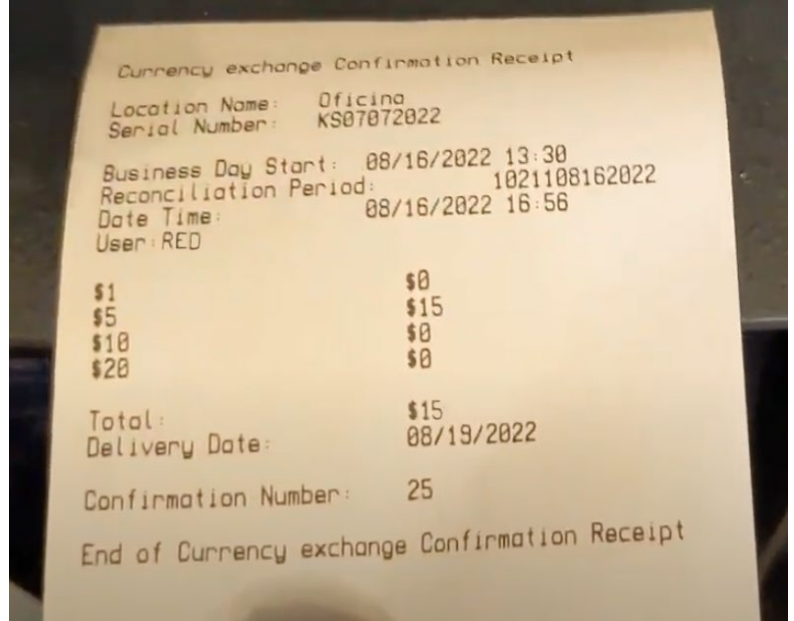 Currency exchange Confirmation Receipt
Location Name: Oficina
Serial Number: KS07072022
Business Day Start: 08/16/2022 13:30
Reconciliation Period: 1021108162022
Date Time: 08/16/2022 16:56
User:RED
$1 $0
$5 $15
$10 $0
$20 $0
Total: $15
Delivery Date: 08/19/2022
Confirmation Number: 25
End of Currency exchange Confirmation Receipt